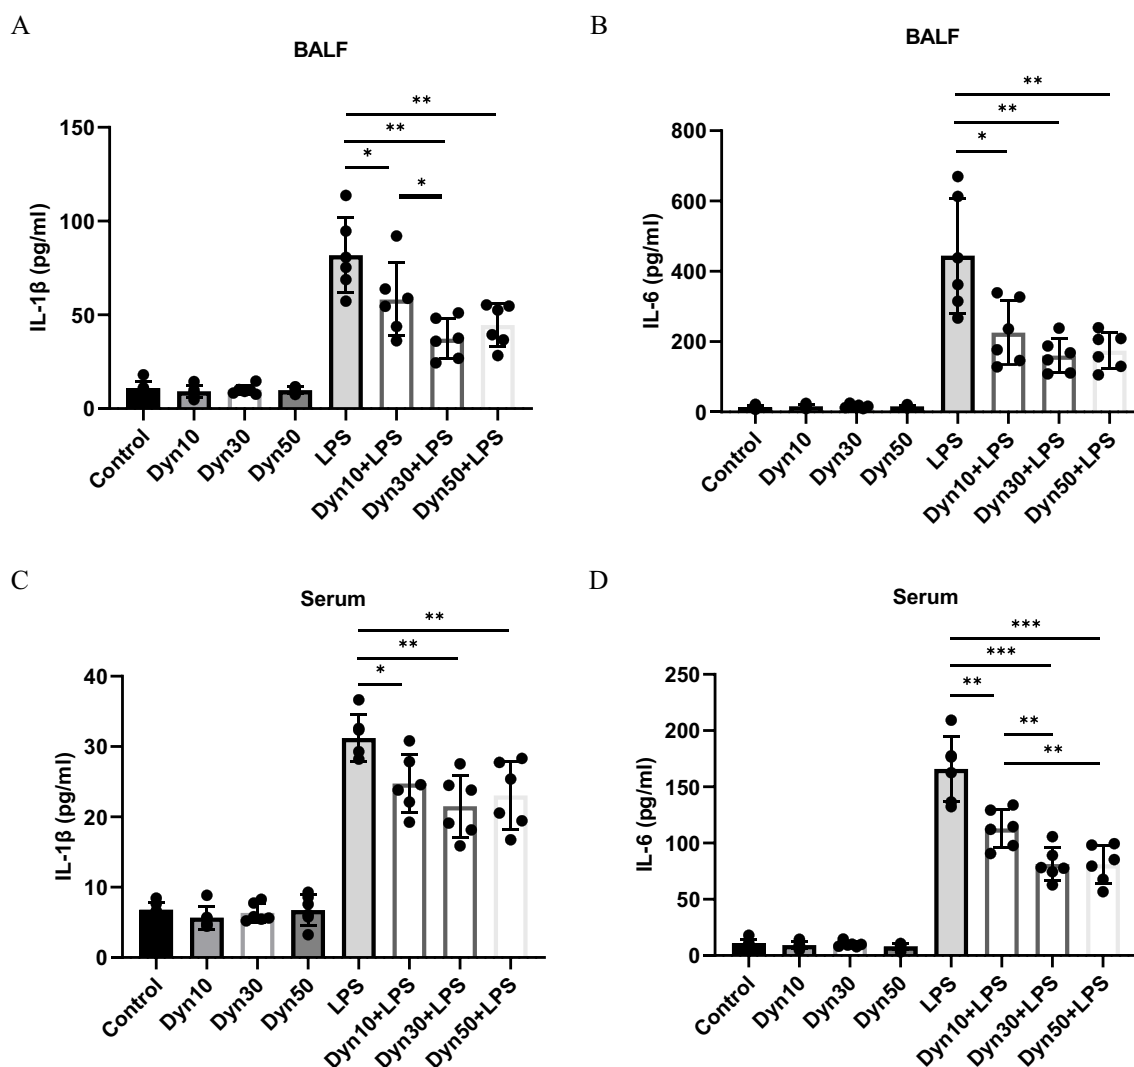 A
BALF
IL-1β (pg/ml)
150
100
50
0
**
**
*
*
Control
Dyn10
Dyn30
Dyn50
LPS
Dyn10+LPS
Dyn30+LPS
Dyn50+LPS
B
BALF
IL-6 (pg/ml)
800
600
400
200
0
**
**
*
Control
Dyn10
Dyn30
Dyn50
LPS
Dyn10+LPS
Dyn30+LPS
Dyn50+LPS
C
Serum
IL-1β (pg/ml)
40
30
20
10
0
**
**
*
Control
Dyn10
Dyn30
Dyn50
LPS
Dyn10+LPS
Dyn30+LPS
Dyn50+LPS
D
Serum
IL-6 (pg/ml)
250
200
150
100
50
0
***
***
**
**
**
Control
Dyn10
Dyn30
Dyn50
LPS
Dyn10+LPS
Dyn30+LPS
Dyn50+LPS